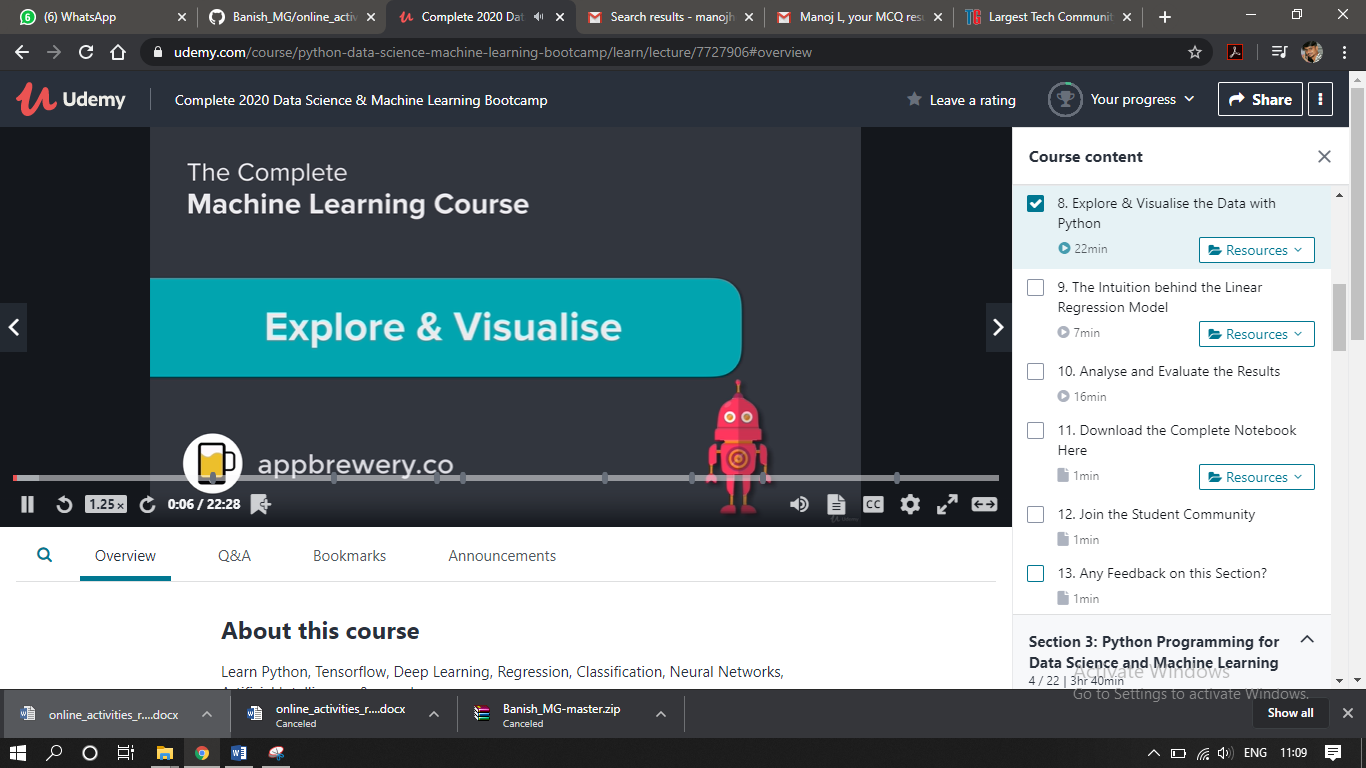 (6) WhatsApp
Banish_MG/online_activ
Complete 2020 Dat
Search results - manojh
Manoj L, your MCQ res
Largest Tech Communit
udemy.com/course/python-data-science-machine-learning-bootcamp/learn/lecture/7727906#overview
Udemy
Complete 2020 Data Science & Machine Learning Bootcamp
Leave a rating
Your progress
Share
The Complete
Machine Learning Course
Explore & Visualise
appbrewery.co
1.25x
0:06 / 22:28
CC
Course content
8. Explore & Visualise the Data with
Python
22min
Resources
9. The Intuition behind the Linear
Regression Model
7min
Resources
10. Analyse and Evaluate the Results
16min
11. Download the Complete Notebook
Here
1min
Resources
12. Join the Student Community
1min
13. Any Feedback on this Section?
1min
Section 3: Python Programming for
Data Science and Machine Learning
4 / 22 | 3hr 40min
Overview
Q&A
Bookmarks
Announcements
About this course
Learn Python, Tensorflow, Deep Learning, Regression, Classification, Neural Networks,
Activate Windows
Go to Settings to activate Windows.
online_activities_r....docx
online_activities_r....docx
Canceled
Banish_MG-master.zip
Canceled
Show all
ENG
11:09